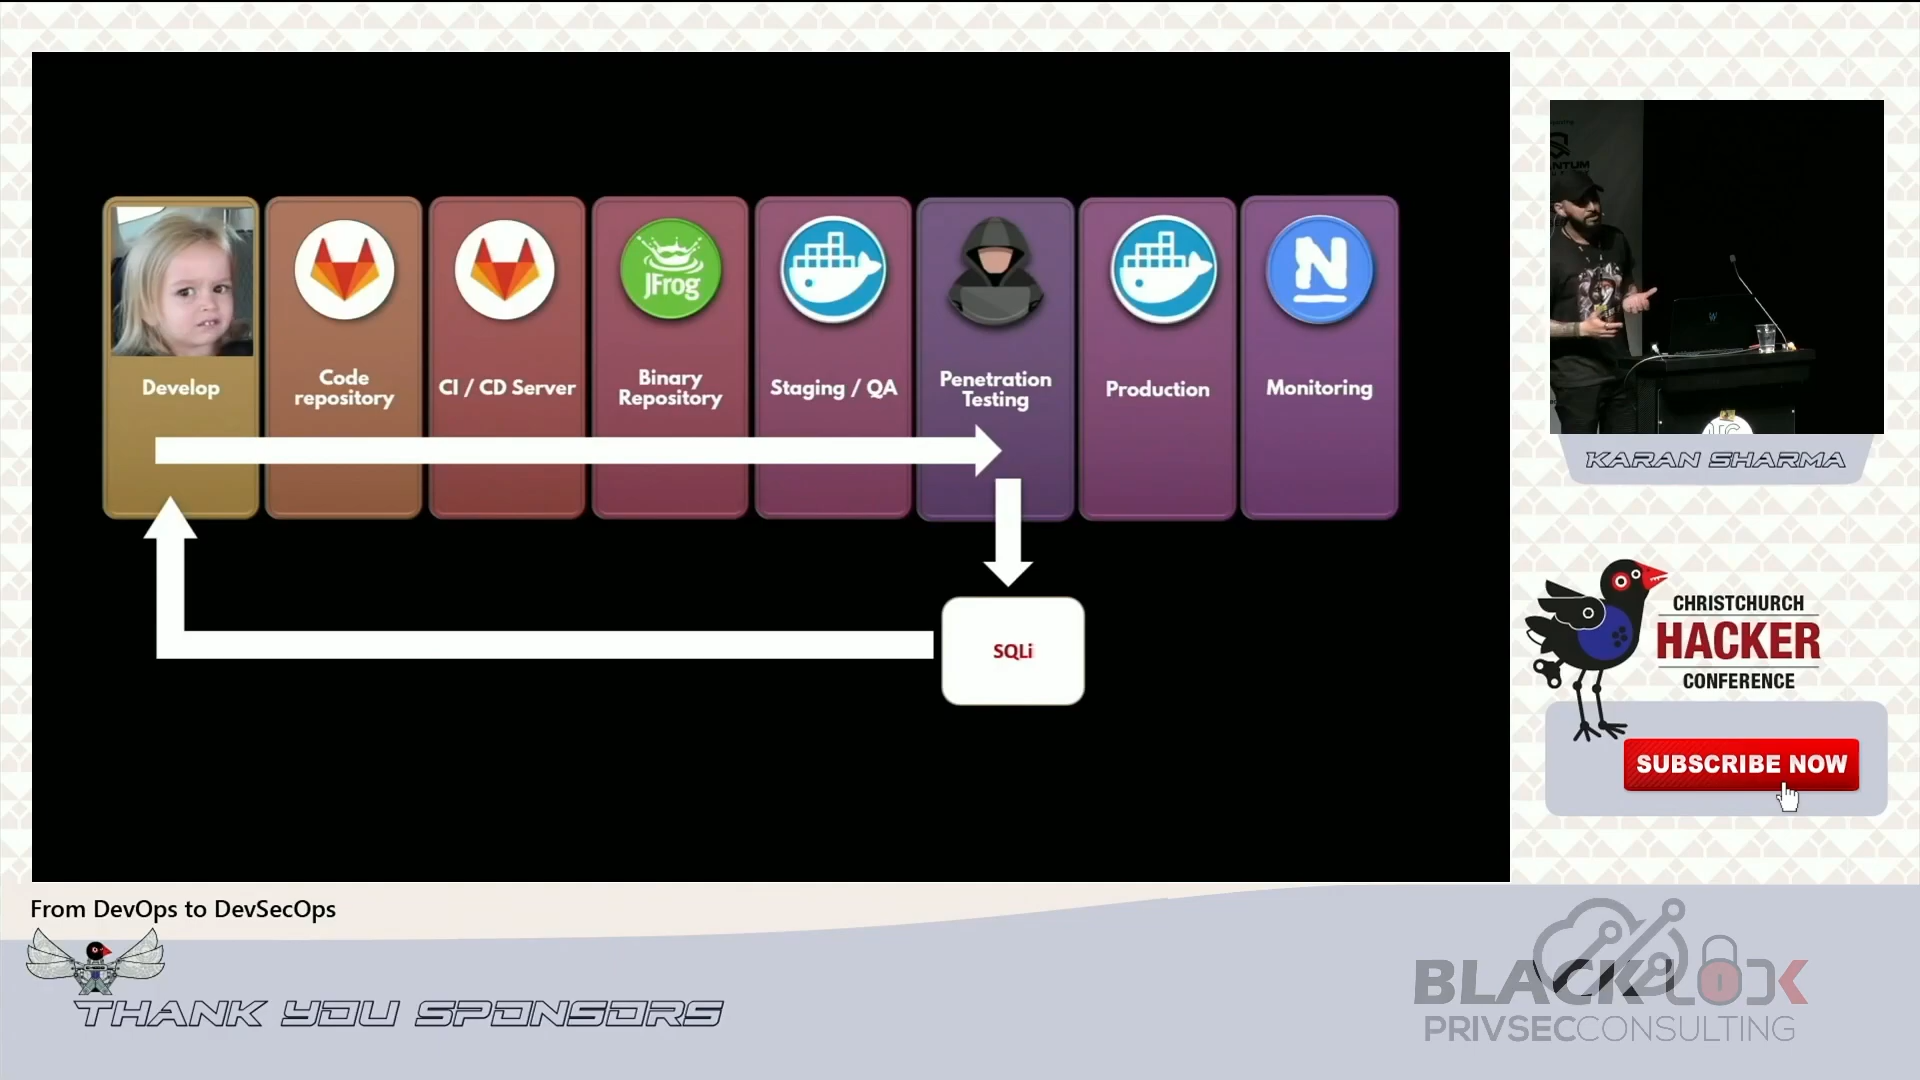 JFrog
N
Develop
Code
repository
CI / CD Server
Binary
Repository
Staging / QA
Penetration
Testing
Production
Monitoring
SQLi
KARAN SHARMA
CHRISTCHURCH
HACKER
CONFERENCE
SUBSCRIBE NOW
From DevOps to DevSecOps
THANK YOU SPONSORS
BLACKLOCK
PRIVSECCONSULTING